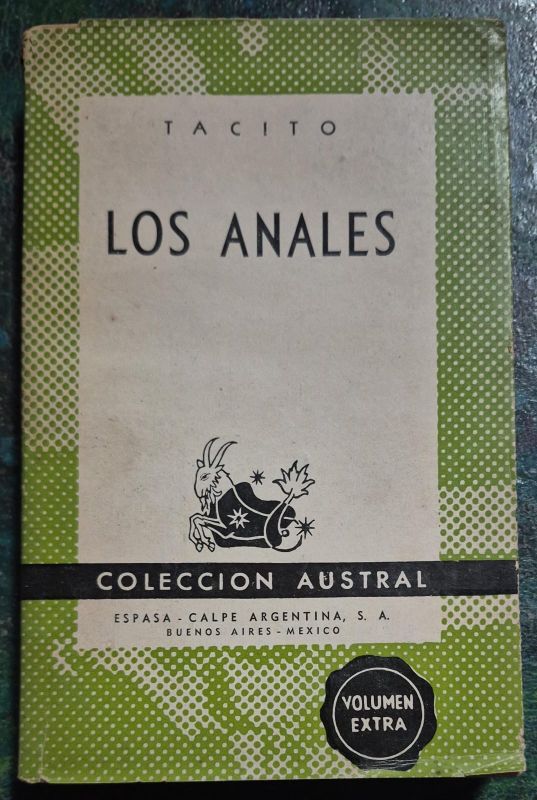 TACITO
LOS ANALES
COLECCION AUSTRAL
ESPASA - CALPE ARGENTINA, S. A.
BUENOS AIRES - MEXICO
VOLUMEN
EXTRA